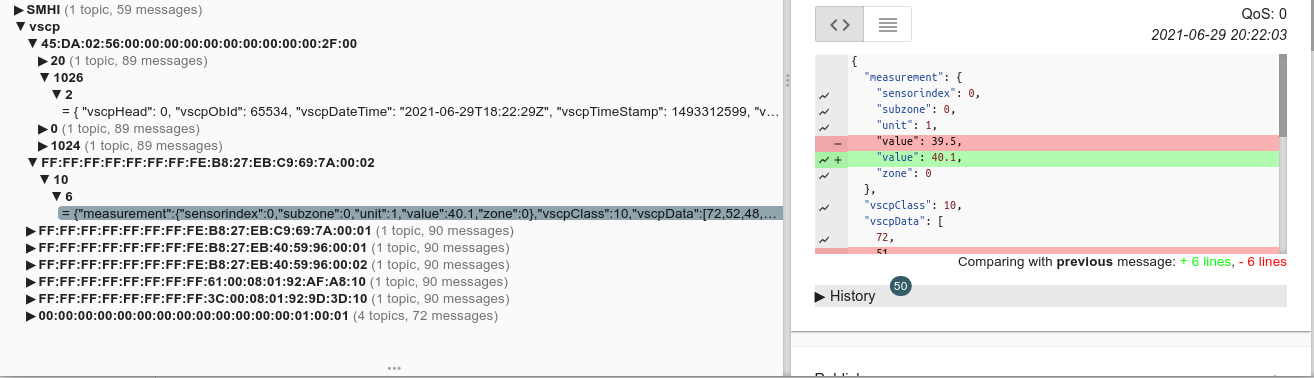 ▶ SMHI (1 topic, 59 messages)
▼ vscp
▼ 45:DA:02:56:00:00:00:00:00:00:00:00:00:00:2F:00
▶ 20 (1 topic, 89 messages)
▼ 1026
▼ 2
= { "vscpHead": 0, "vscpObId": 65534, "vscpDateTime": "2021-06-29T18:22:29Z", "vscpTimeStamp": 1493312599, "v…
▶ 0 (1 topic, 89 messages)
▶ 1024 (1 topic, 89 messages)
▼ FF:FF:FF:FF:FF:FF:FF:FE:B8:27:EB:C9:69:7A:00:02
▼ 10
▼ 6
= {"measurement":{"sensorindex":0,"subzone":0,"unit":1,"value":40.1,"zone":0},"vscpClass":10,"vscpData":[72,52,48,…
▶ FF:FF:FF:FF:FF:FF:FF:FE:B8:27:EB:C9:69:7A:00:01 (1 topic, 90 messages)
▶ FF:FF:FF:FF:FF:FF:FF:FE:B8:27:EB:40:59:96:00:01 (1 topic, 90 messages)
▶ FF:FF:FF:FF:FF:FF:FF:FE:B8:27:EB:40:59:96:00:02 (1 topic, 90 messages)
▶ FF:FF:FF:FF:FF:FF:FF:FF:61:00:08:01:92:AF:A8:10 (1 topic, 90 messages)
▶ FF:FF:FF:FF:FF:FF:FF:FF:3C:00:08:01:92:9D:3D:10 (1 topic, 90 messages)
▶ 00:00:00:00:00:00:00:00:00:00:00:00:00:01:00:01 (4 topics, 72 messages)
QoS: 0
2021-06-29 20:22:03
{
"measurement": {
"sensorindex": 0,
"subzone": 0,
"unit": 1,
- "value": 39.5,
+ "value": 40.1,
"zone": 0
},
"vscpClass": 10,
"vscpData": [
72,
51,
Comparing with previous message: + 6 lines, - 6 lines
▶ History 50
Publish